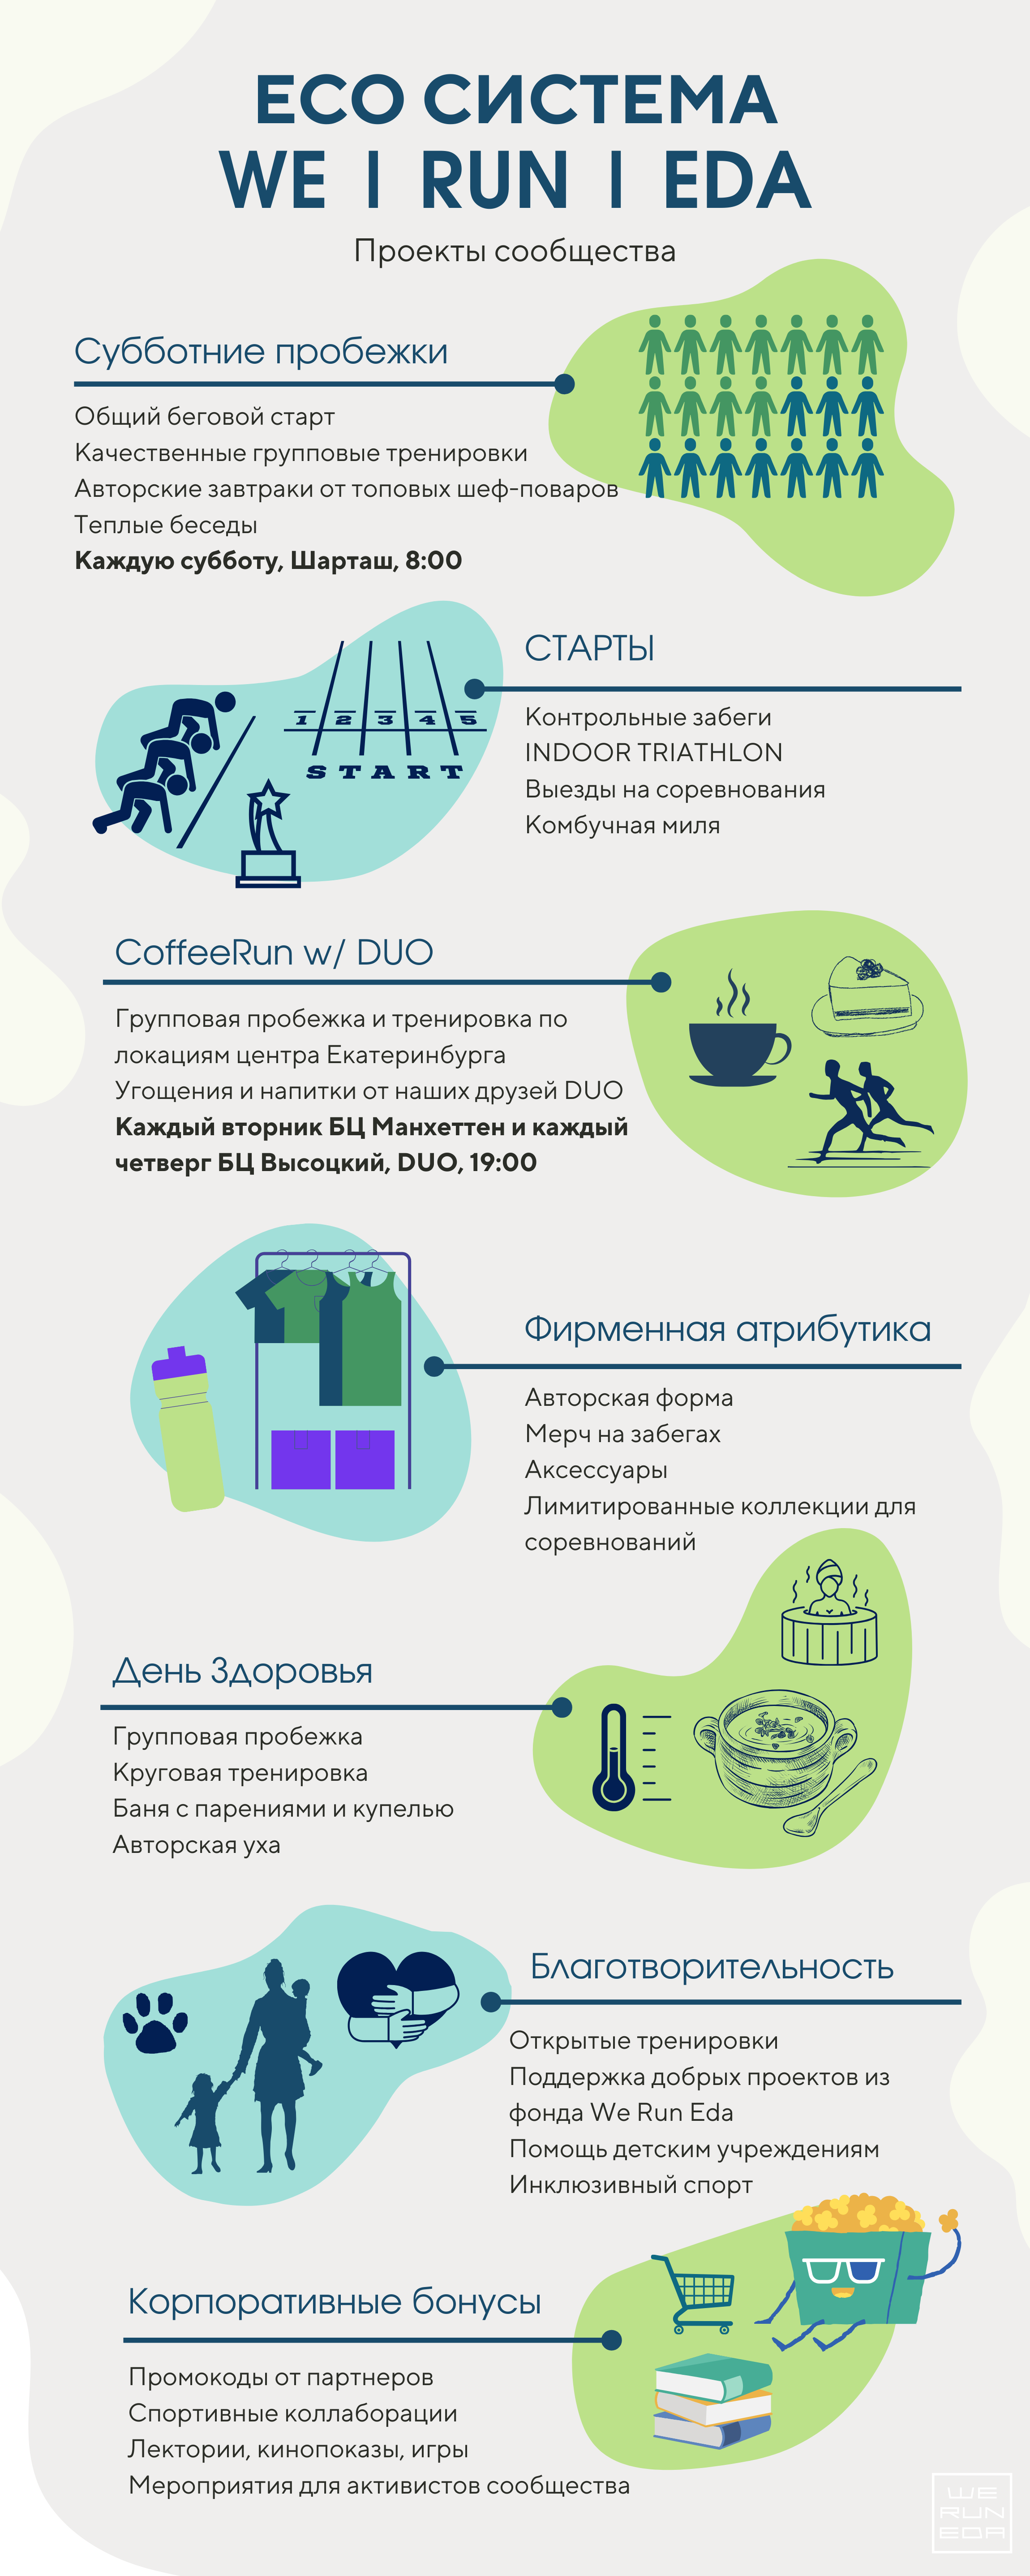 ECO СИСТЕМА
WE | RUN | EDA
Проекты сообщества
Субботние пробежки
Общий беговой старт
Качественные групповые тренировки
Авторские завтраки от топовых шеф-поваров
Теплые беседы
Каждую субботу, Шарташ, 8:00
1 2 3 4 5
START
СТАРТЫ
Контрольные забеги
INDOOR TRIATHLON
Выезды на соревнования
Комбучная миля
CoffeeRun w/ DUO
Групповая пробежка и тренировка по
локациям центра Екатеринбурга
Угощения и напитки от наших друзей DUO
Каждый вторник БЦ Манхеттен и каждый
четверг БЦ Высоцкий, DUO, 19:00
Фирменная атрибутика
Авторская форма
Мерч на забегах
Аксессуары
Лимитированные коллекции для
соревнований
День Здоровья
Групповая пробежка
Круговая тренировка
Баня с парениями и купелью
Авторская уха
Благотворительность
Открытые тренировки
Поддержка добрых проектов из
фонда We Run Eda
Помощь детским учреждениям
Инклюзивный спорт
Корпоративные бонусы
Промокоды от партнеров
Спортивные коллаборации
Лектории, кинопоказы, игры
Мероприятия для активистов сообщества
WE
RUN
EDA